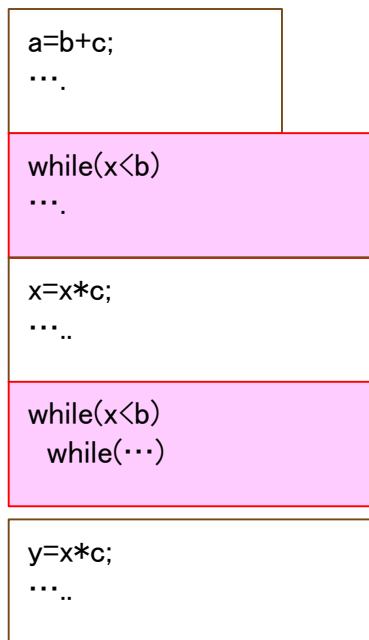 a=b+c;
….
while(x<b)
….
x=x*c;
…..
while(x<b)
while(…)
y=x*c;
…..